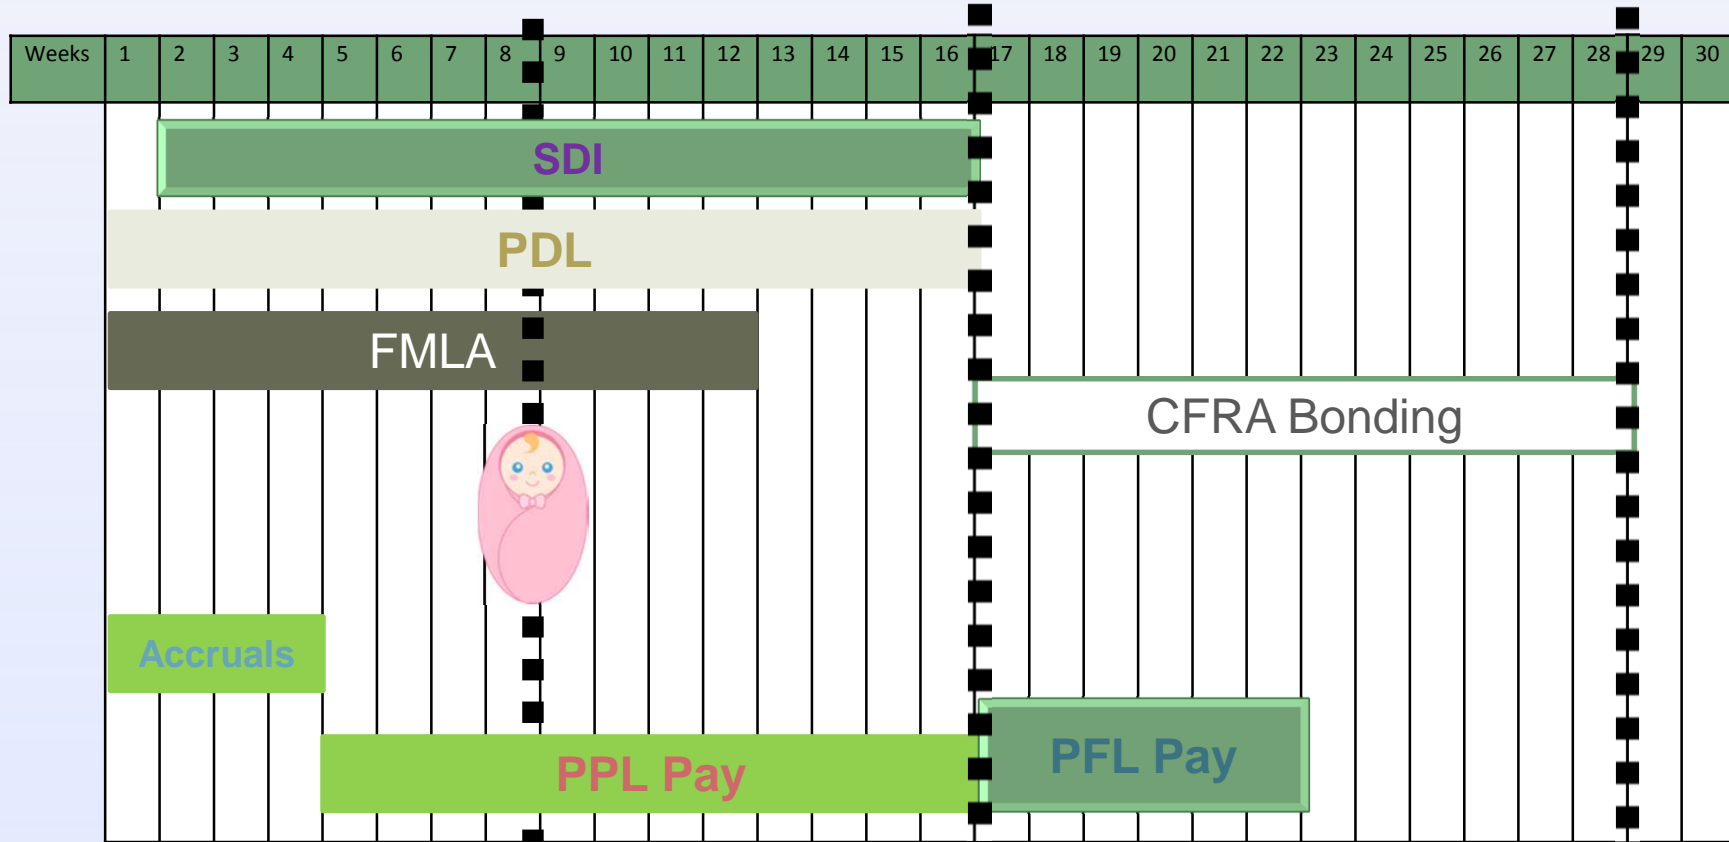 Weeks 1 2 3 4 5 6 7 8 9 10 11 12 13 14 15 16 17 18 19 20 21 22 23 24 25 26 27 28 29 30
SDI
PDL
FMLA
CFRA Bonding
Accruals
PPL Pay
PFL Pay